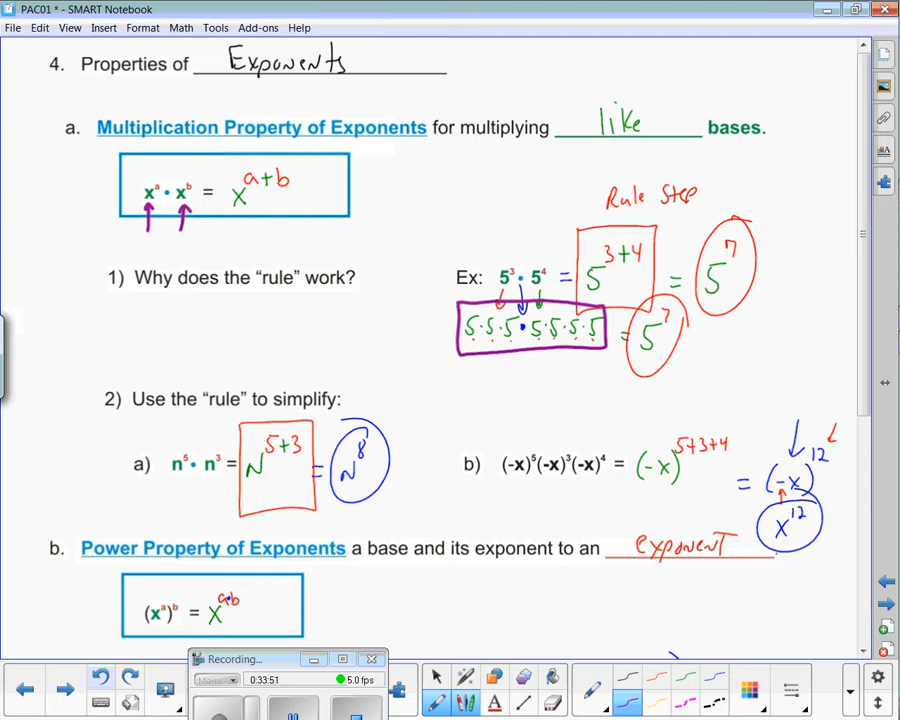 PAC01 * - SMART Notebook
File Edit View Insert Format Math Tools Add-ons Help
4. Properties of Exponents
a. Multiplication Property of Exponents for multiplying like bases.
xᵃ • xᵇ = x^(a+b)
Rule Step
1) Why does the “rule” work? Ex: 5³ • 5⁴ = 5^(3+4) = 5⁷
5·5·5•5·5·5·5 = 5⁷
2) Use the “rule” to simplify:
a) n⁵ • n³ = n^(5+3) = n⁸ b) (-x)⁵(-x)³(-x)⁴ = (-x)^(5+3+4) = (-x)¹²
x¹²
b. Power Property of Exponents a base and its exponent to an exponent.
(xᵃ)ᵇ = x^(a•b)
Recording...
Menu 0:33:51 5.0 fps